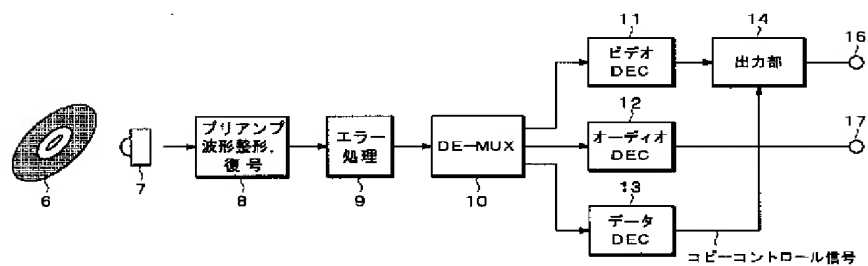 11
ビデオ
DEC
14
出力部
16
12
オーディオ
DEC
17
プリアンプ
波形整形,
復号
エラー
処理
DE-MUX
6
7
8
9
10
13
データ
DEC
コピーコントロール信号